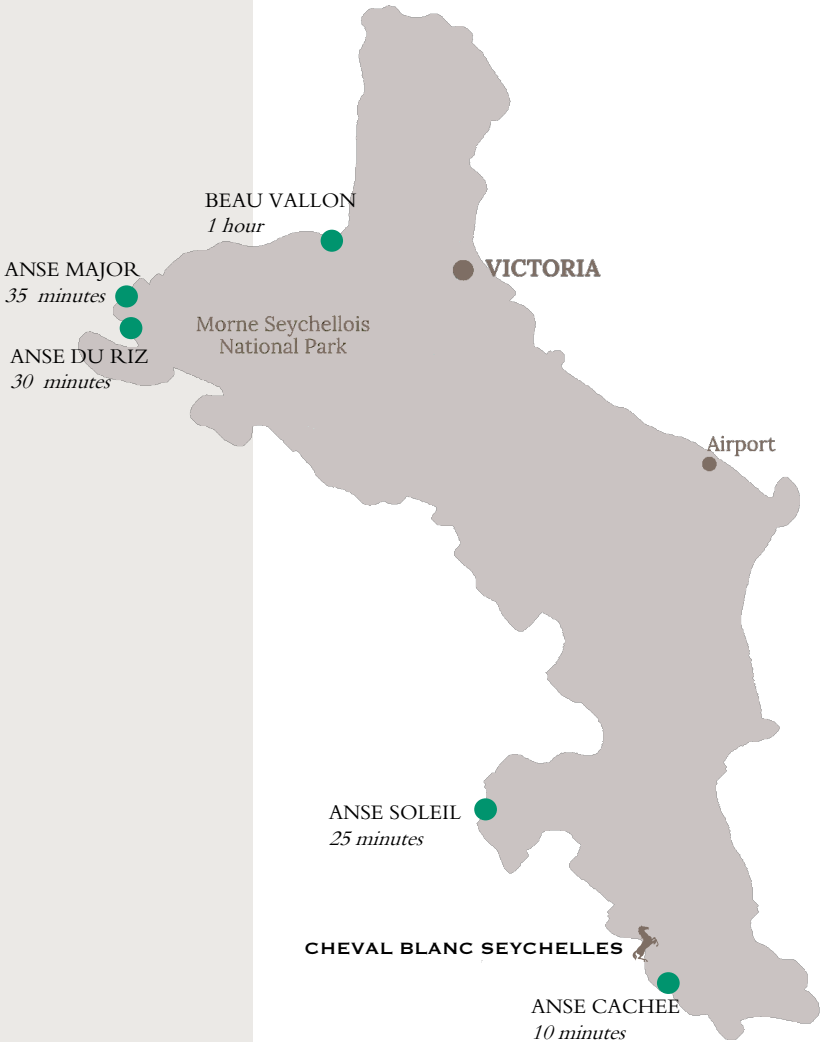 BEAU VALLON
1 hour
ANSE MAJOR
35 minutes
VICTORIA
Morne Seychellois
National Park
ANSE DU RIZ
30 minutes
Airport
ANSE SOLEIL
25 minutes
CHEVAL BLANC SEYCHELLES
ANSE CACHEE
10 minutes